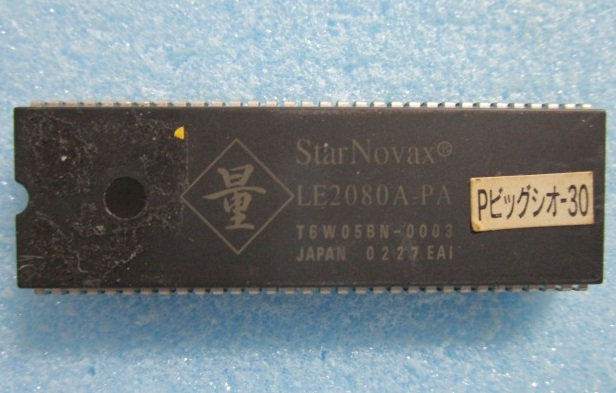 StarNovax®
量
LE2080A-PA
T6W05BN-0003
JAPAN 0227EAI
Pビッグシオ-30